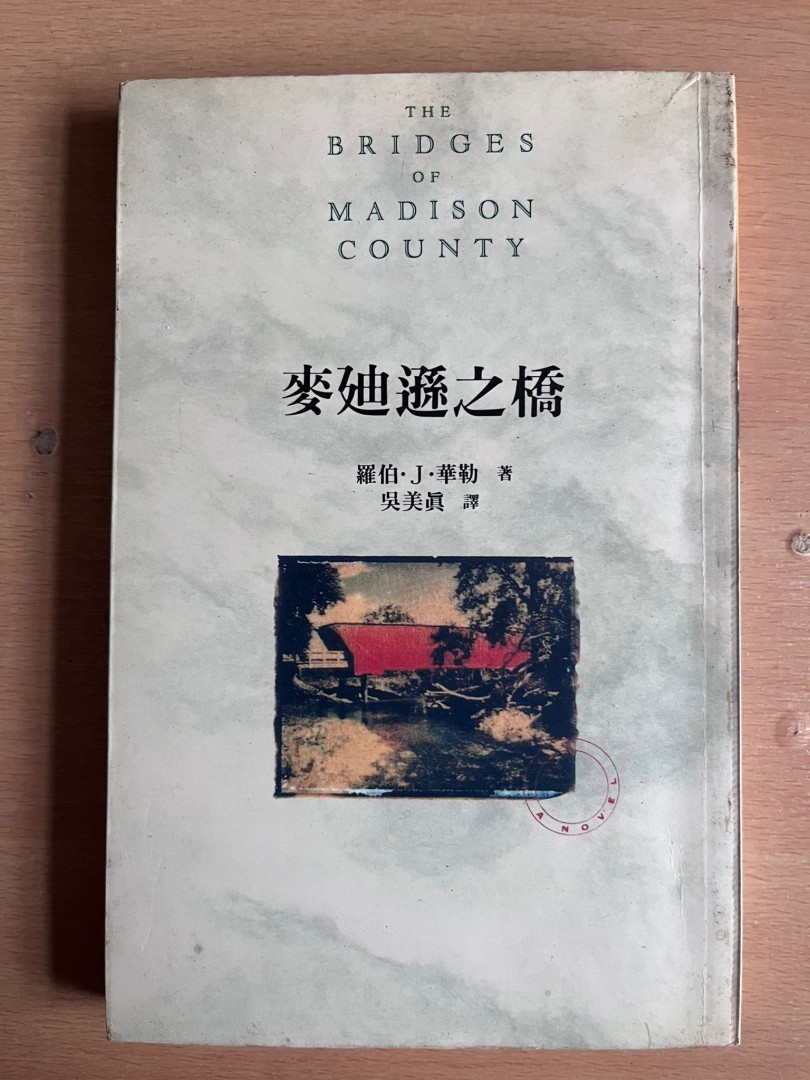 THE
BRIDGES
OF
MADISON
COUNTY
麥廸遜之橋
羅伯·J·華勒 著
吳美眞 譯
A NOVEL